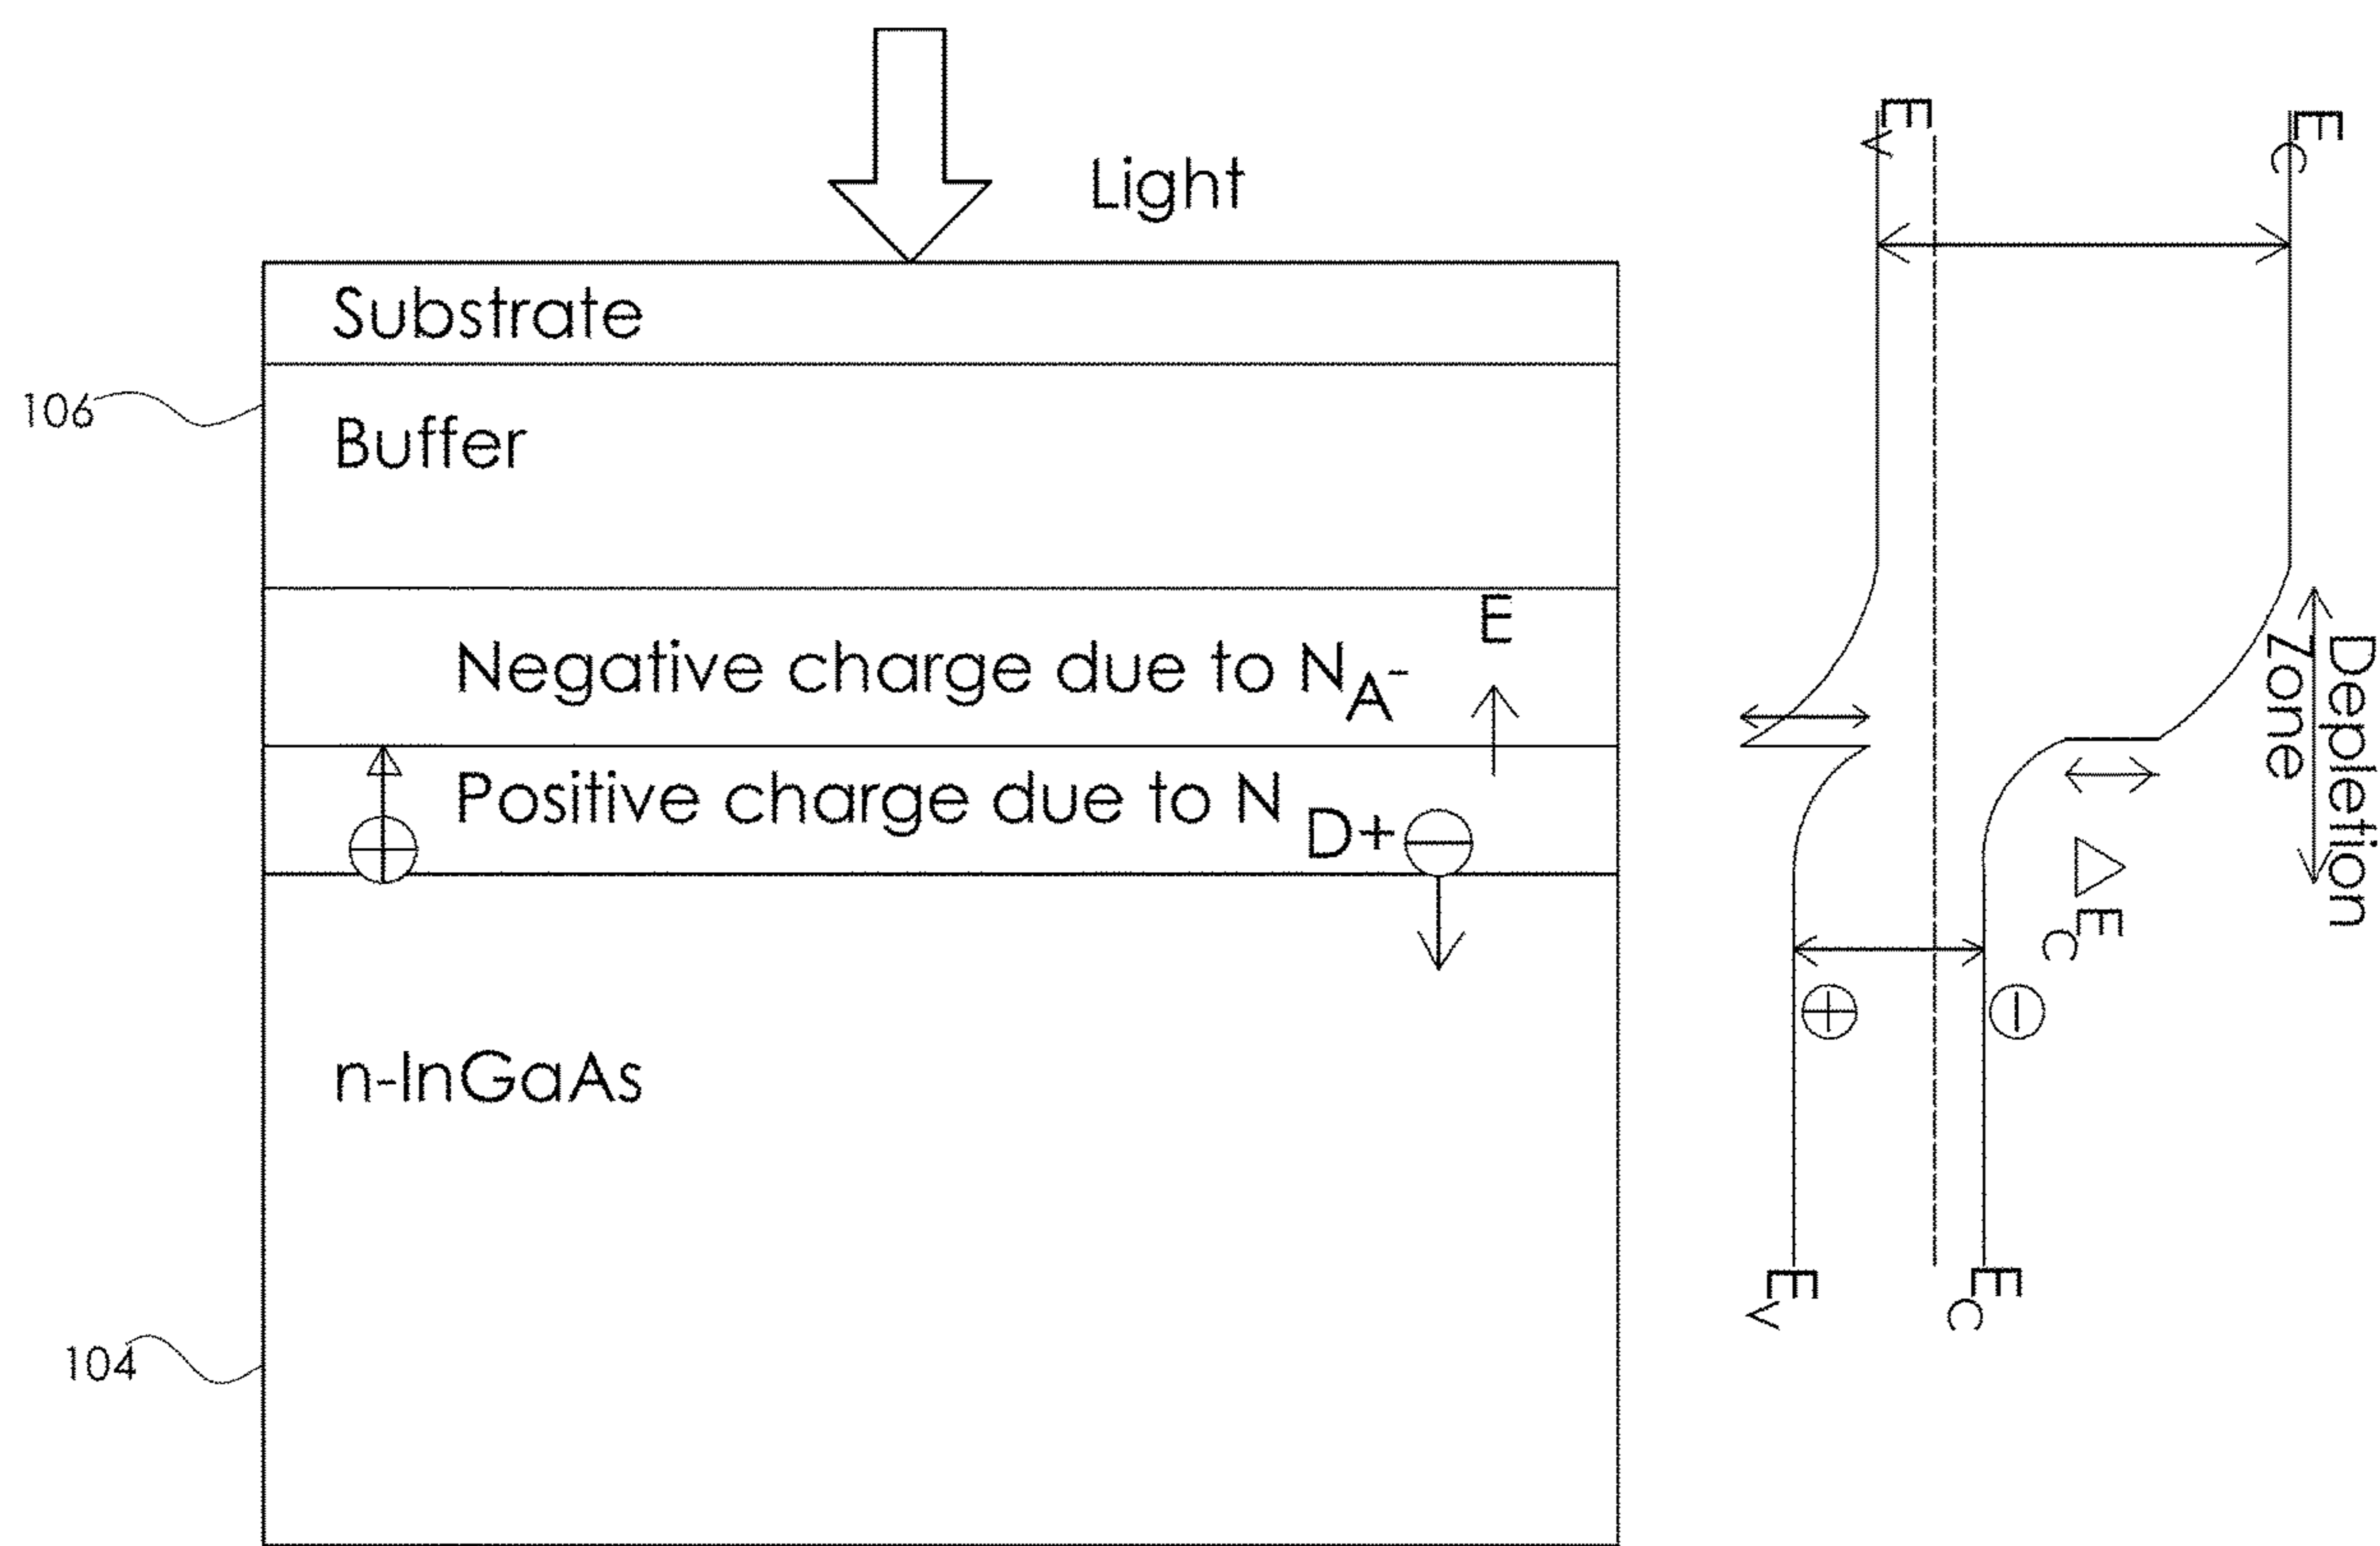 Light
Substrate
106
Buffer
E
Negative charge due to NA-
Positive charge due to N D+
n-InGaAs
104
EV
EC
Depletion
Zone
△EC
EV
EC